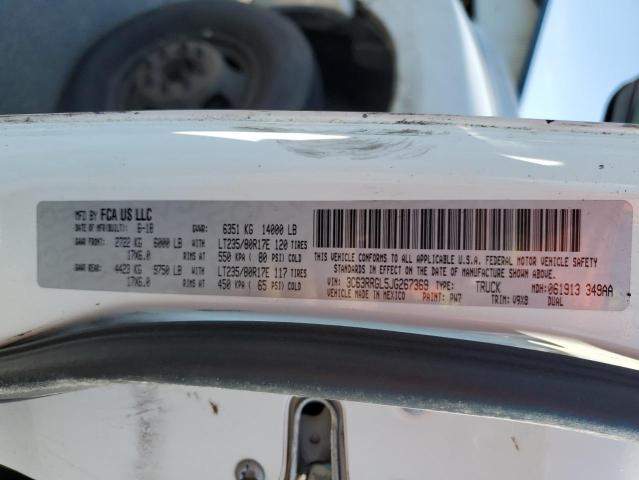 MFD BY FCA US LLC
DATE OF MFR(BUILT): 6-18 GVWR: 6351 KG 14000 LB
GAWR FRONT: 2722 KG 6000 LB WITH LT235/80R17E 120 TIRES
17X6.0 RIMS @ 550 KPA ( 80 PSI) COLD
GAWR REAR: 4423 KG 9750 LB WITH LT235/80R17E 117 TIRES
17X6.0 RIMS @ 450 KPA ( 65 PSI) COLD
THIS VEHICLE CONFORMS TO ALL APPLICABLE U.S.A. FEDERAL MOTOR VEHICLE SAFETY
STANDARDS IN EFFECT ON THE DATE OF MANUFACTURE SHOWN ABOVE.
VIN: 3C63RRGL5JG267369 TYPE: TRUCK MDH: 061913 349AA
VEHICLE MADE IN MEXICO PAINT: PW7 TRIM: V9X8 DUAL